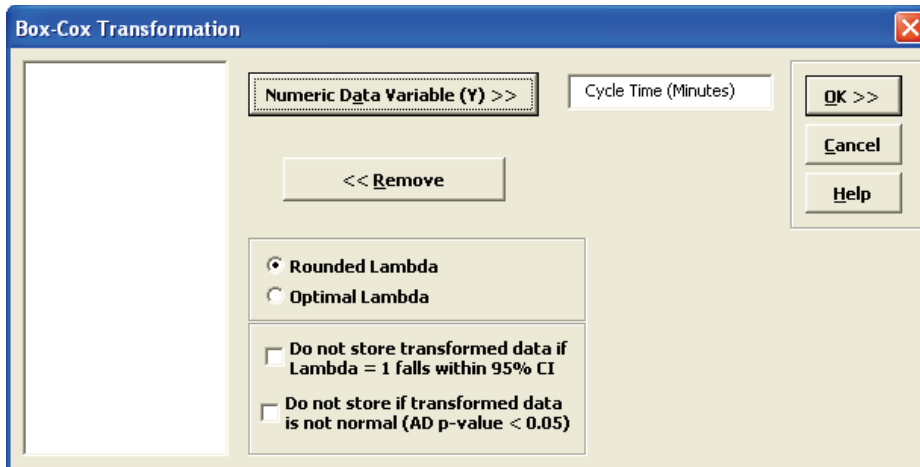 Box-Cox Transformation
Numeric Data Variable (Y) >>
Cycle Time (Minutes)
OK >>
Cancel
<< Remove
Help
Rounded Lambda
Optimal Lambda
Do not store transformed data if
Lambda = 1 falls within 95% CI
Do not store if transformed data
is not normal (AD p-value < 0.05)